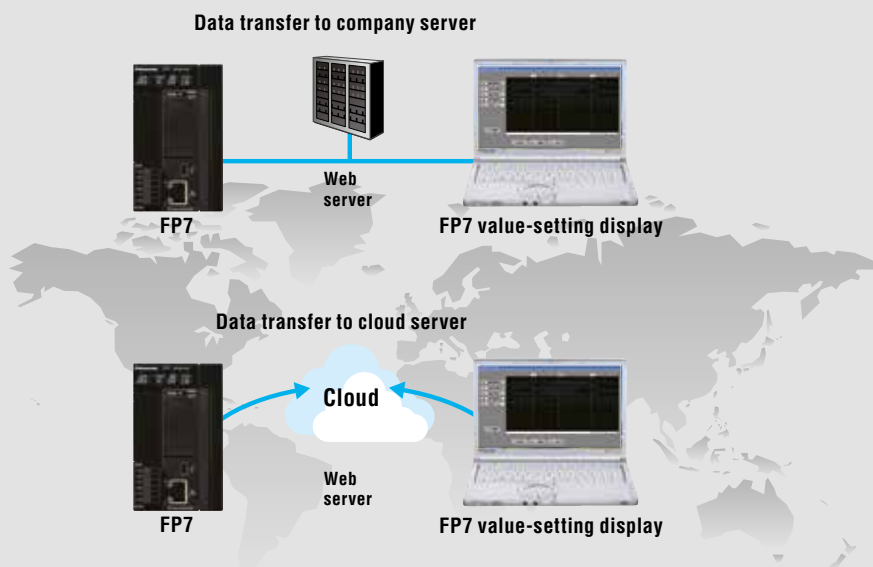 Data transfer to company server
Web
server
FP7
FP7 value-setting display
Data transfer to cloud server
Cloud
Web
server
FP7
FP7 value-setting display